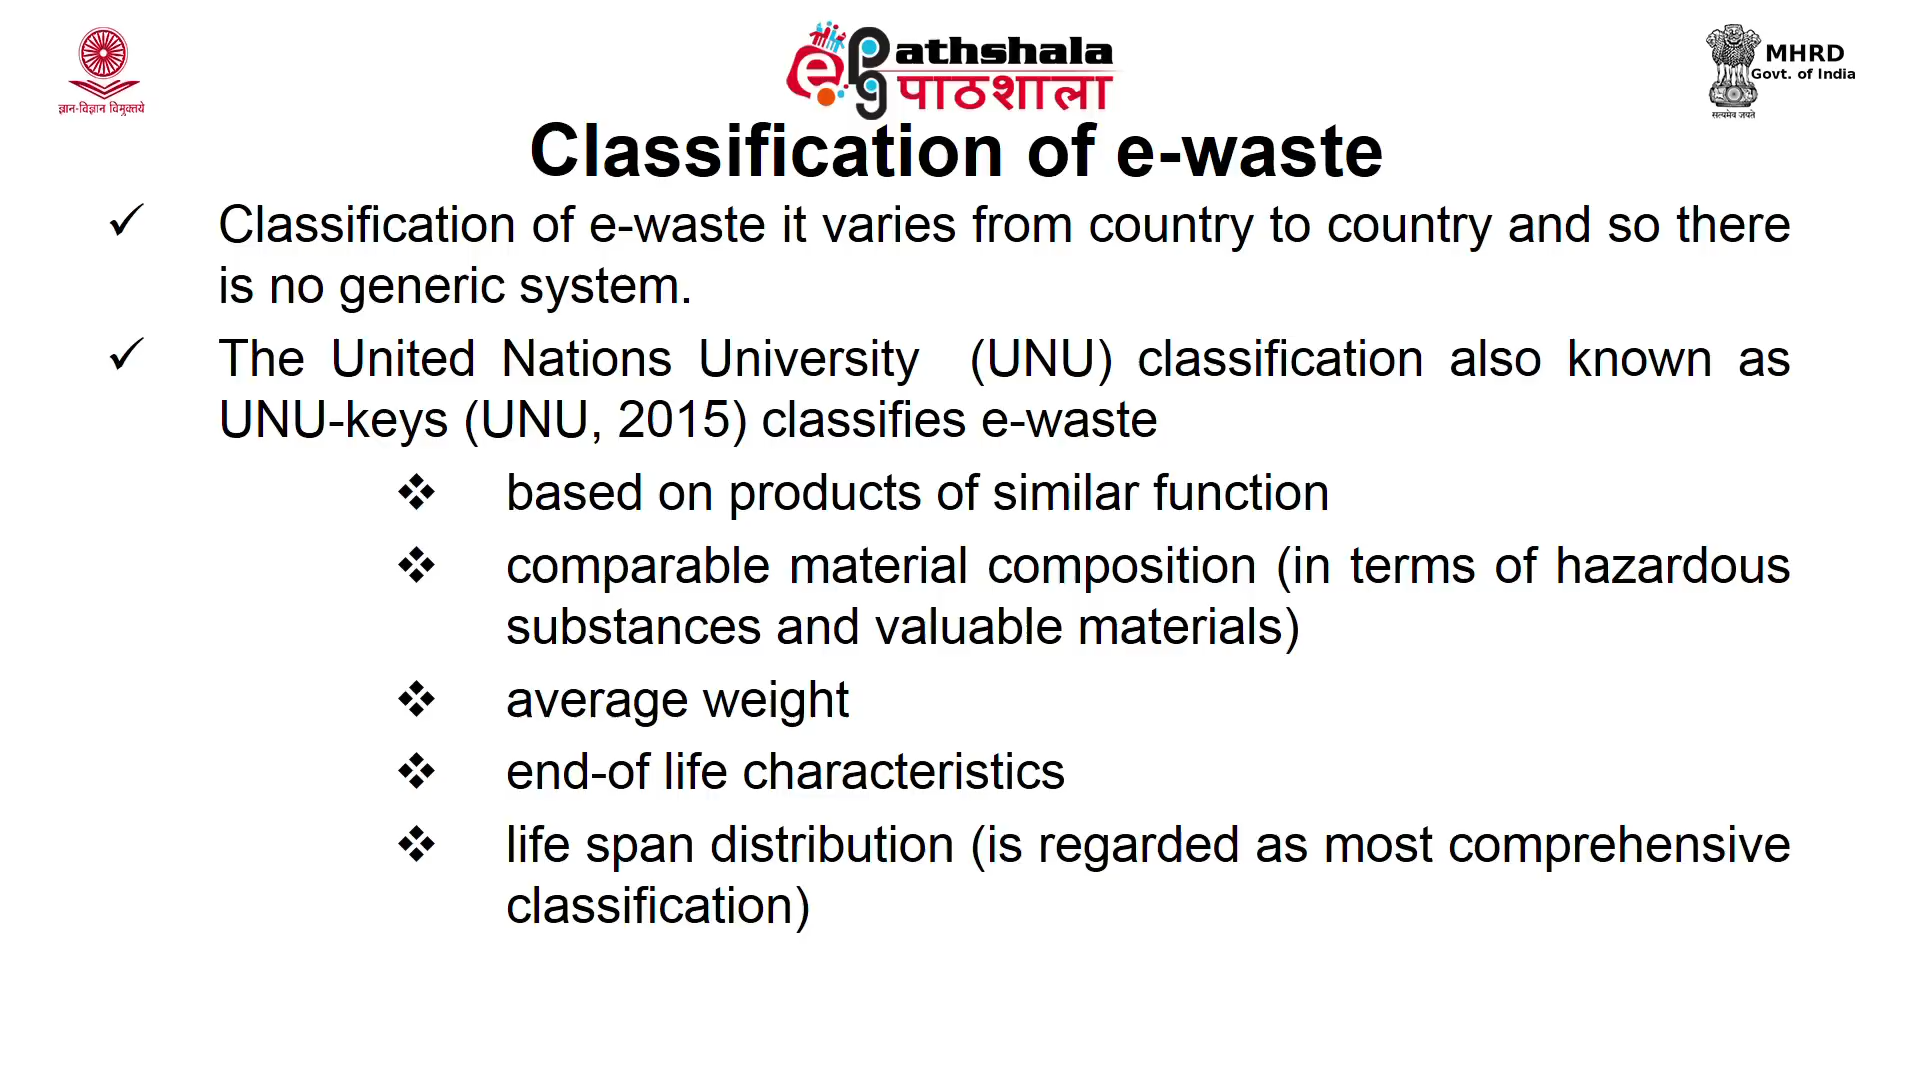 ज्ञान-विज्ञान विमुक्तये
e PG athshala
पाठशाला
MHRD
Govt. of India
सत्यमेव जयते
Classification of e-waste
✓ Classification of e-waste it varies from country to country and so there
is no generic system.
✓ The United Nations University (UNU) classification also known as
UNU-keys (UNU, 2015) classifies e-waste
❖ based on products of similar function
❖ comparable material composition (in terms of hazardous
substances and valuable materials)
❖ average weight
❖ end-of life characteristics
❖ life span distribution (is regarded as most comprehensive
classification)